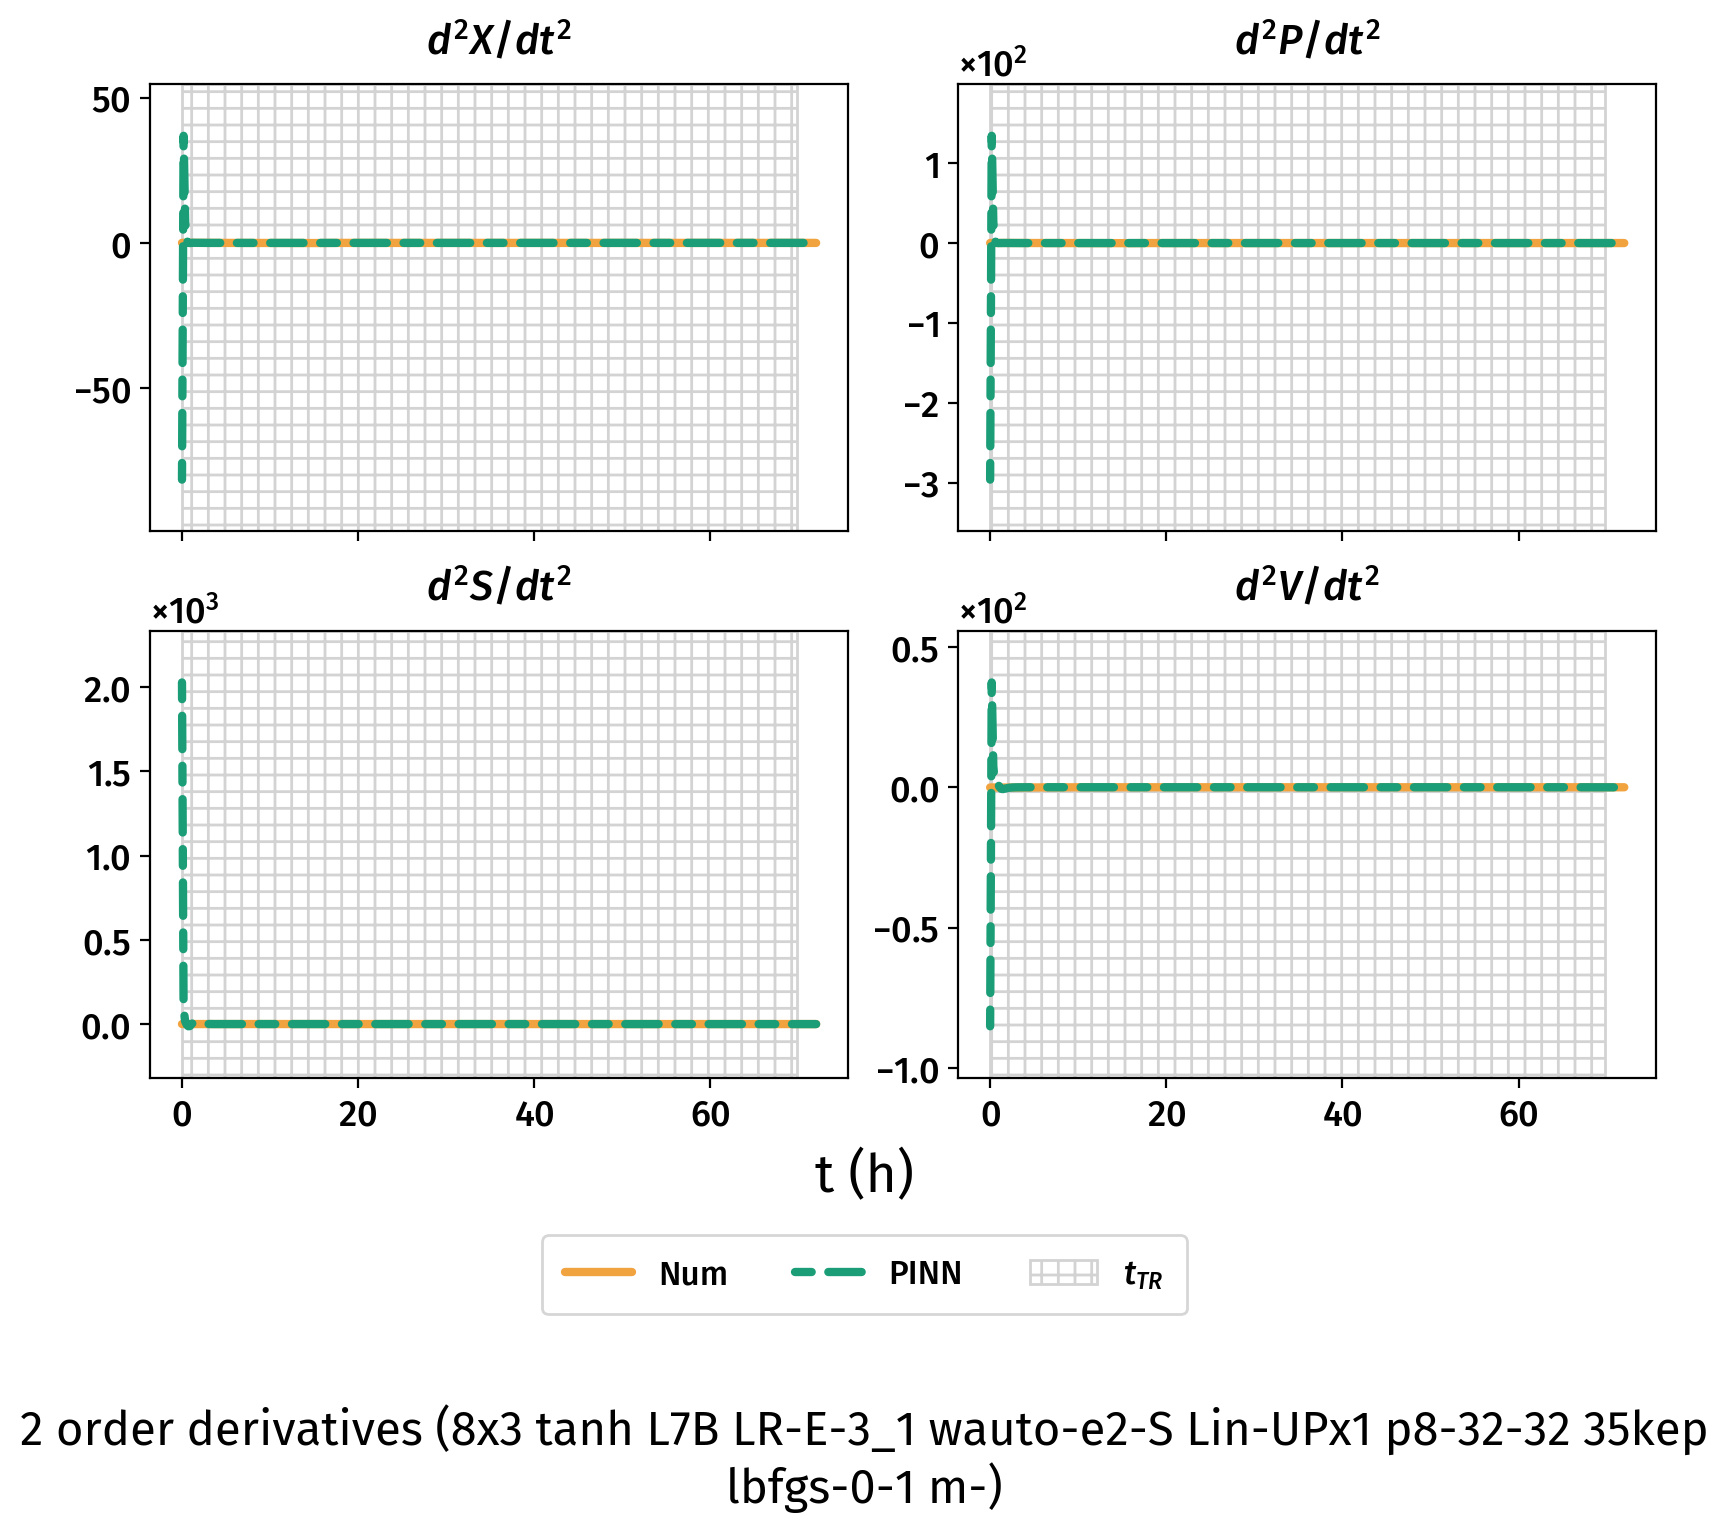 d²X/dt²
50
0
−50
d²P/dt²
×10²
1
0
−1
−2
−3
d²S/dt²
×10³
2.0
1.5
1.0
0.5
0.0
0 20 40 60
d²V/dt²
×10²
0.5
0.0
−0.5
−1.0
0 20 40 60
t (h)
Num PINN t_TR
2 order derivatives (8x3 tanh L7B LR-E-3_1 wauto-e2-S Lin-UPx1 p8-32-32 35kep
lbfgs-0-1 m-)